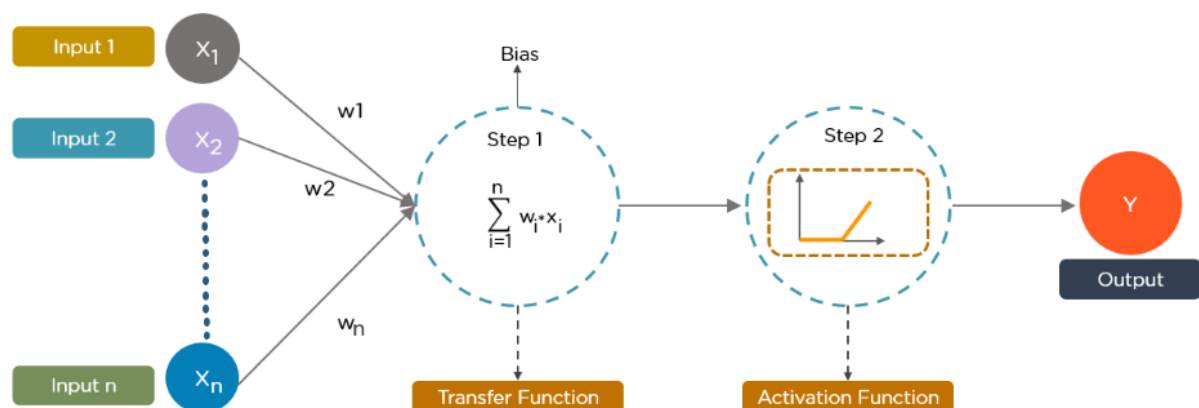 Input 1
X1
w1
Bias
Input 2
X2
w2
Step 1
n
∑ wi*xi
i=1
Step 2
Y
Output
wn
Input n
Xn
Transfer Function
Activation Function